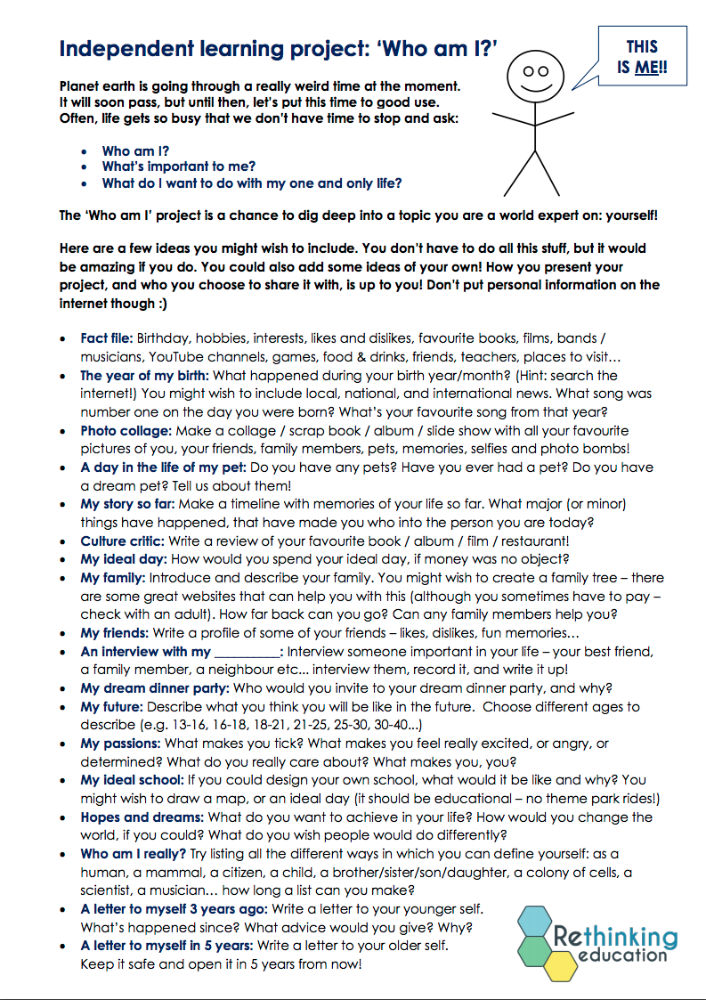 Independent learning project: ‘Who am I?’
THIS
IS ME!!
Planet earth is going through a really weird time at the moment.
It will soon pass, but until then, let's put this time to good use.
Often, life gets so busy that we don’t have time to stop and ask:
• Who am I?
• What’s important to me?
• What do I want to do with my one and only life?
The ‘Who am I’ project is a chance to dig deep into a topic you are a world expert on: yourself!
Here are a few ideas you might wish to include. You don’t have to do all this stuff, but it would
be amazing if you do. You could also add some ideas of your own! How you present your
project, and who you choose to share it with, is up to you! Don’t put personal information on the
internet though :)
• Fact file: Birthday, hobbies, interests, likes and dislikes, favourite books, films, bands /
musicians, YouTube channels, games, food & drinks, friends, teachers, places to visit…
• The year of my birth: What happened during your birth year/month? (Hint: search the
internet!) You might wish to include local, national, and international news. What song was
number one on the day you were born? What’s your favourite song from that year?
• Photo collage: Make a collage / scrap book / album / slide show with all your favourite
pictures of you, your friends, family members, pets, memories, selfies and photo bombs!
• A day in the life of my pet: Do you have any pets? Have you ever had a pet? Do you have
a dream pet? Tell us about them!
• My story so far: Make a timeline with memories of your life so far. What major (or minor)
things have happened, that have made you who into the person you are today?
• Culture critic: Write a review of your favourite book / album / film / restaurant!
• My ideal day: How would you spend your ideal day, if money was no object?
• My family: Introduce and describe your family. You might wish to create a family tree – there
are some great websites that can help you with this (although you sometimes have to pay –
check with an adult). How far back can you go? Can any family members help you?
• My friends: Write a profile of some of your friends – likes, dislikes, fun memories…
• An interview with my __________: Interview someone important in your life – your best friend,
a family member, a neighbour etc... interview them, record it, and write it up!
• My dream dinner party: Who would you invite to your dream dinner party, and why?
• My future: Describe what you think you will be like in the future.  Choose different ages to
describe (e.g. 13-16, 16-18, 18-21, 21-25, 25-30, 30-40...)
• My passions: What makes you tick? What makes you feel really excited, or angry, or
determined? What do you really care about? What makes you, you?
• My ideal school: If you could design your own school, what would it be like and why? You
might wish to draw a map, or an ideal day (it should be educational – no theme park rides!)
• Hopes and dreams: What do you want to achieve in your life? How would you change the
world, if you could? What do you wish people would do differently?
• Who am I really? Try listing all the different ways in which you can define yourself: as a
human, a mammal, a citizen, a child, a brother/sister/son/daughter, a colony of cells, a
scientist, a musician… how long a list can you make?
• A letter to myself 3 years ago: Write a letter to your younger self.
What’s happened since? What advice would you give? Why?
• A letter to myself in 5 years: Write a letter to your older self.
Keep it safe and open it in 5 years from now!
Rethinking
education